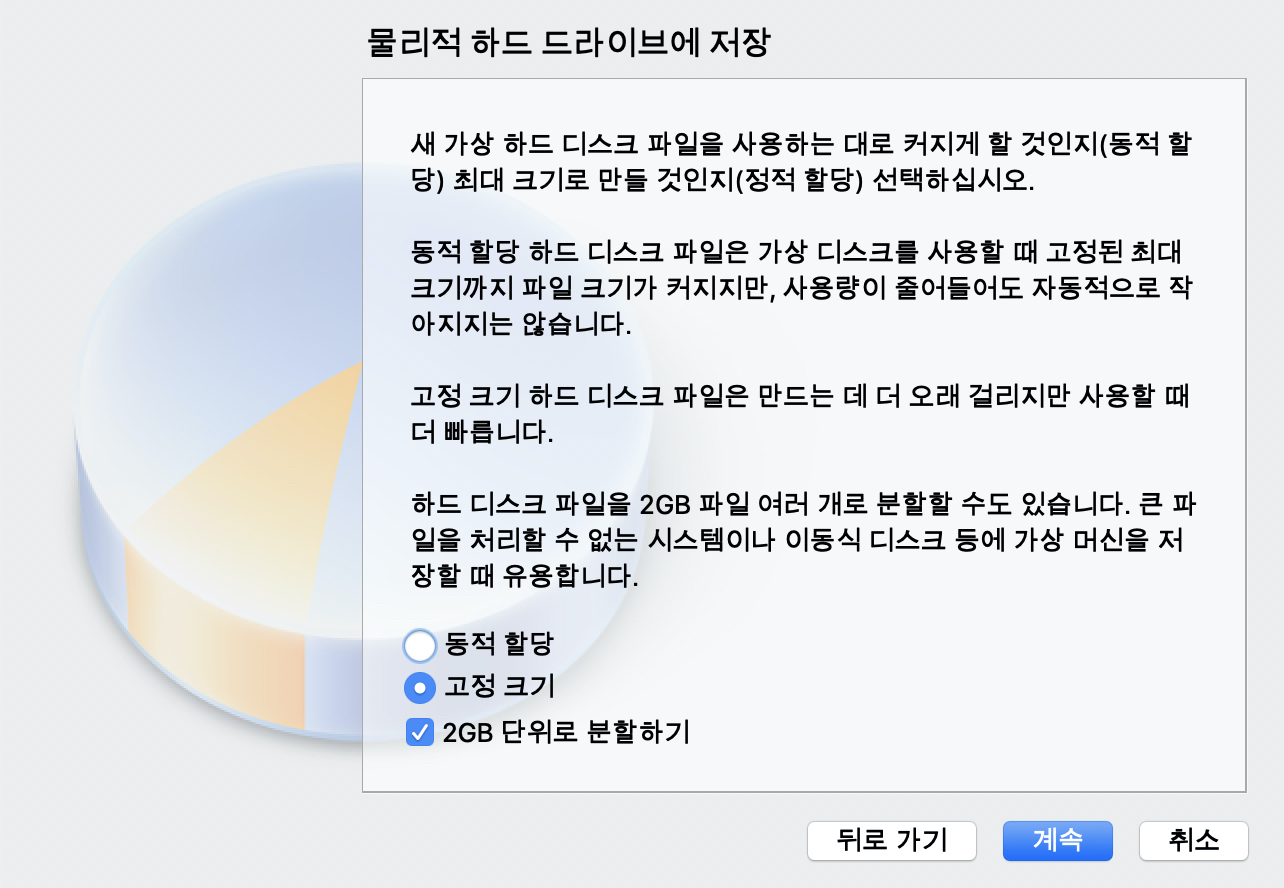 물리적 하드 드라이브에 저장
새 가상 하드 디스크 파일을 사용하는 대로 커지게 할 것인지(동적 할
당) 최대 크기로 만들 것인지(정적 할당) 선택하십시오.
동적 할당 하드 디스크 파일은 가상 디스크를 사용할 때 고정된 최대
크기까지 파일 크기가 커지지만, 사용량이 줄어들어도 자동적으로 작
아지지는 않습니다.
고정 크기 하드 디스크 파일은 만드는 데 더 오래 걸리지만 사용할 때
더 빠릅니다.
하드 디스크 파일을 2GB 파일 여러 개로 분할할 수도 있습니다. 큰 파
일을 처리할 수 없는 시스템이나 이동식 디스크 등에 가상 머신을 저
장할 때 유용합니다.
동적 할당
고정 크기
2GB 단위로 분할하기
뒤로 가기 계속 취소